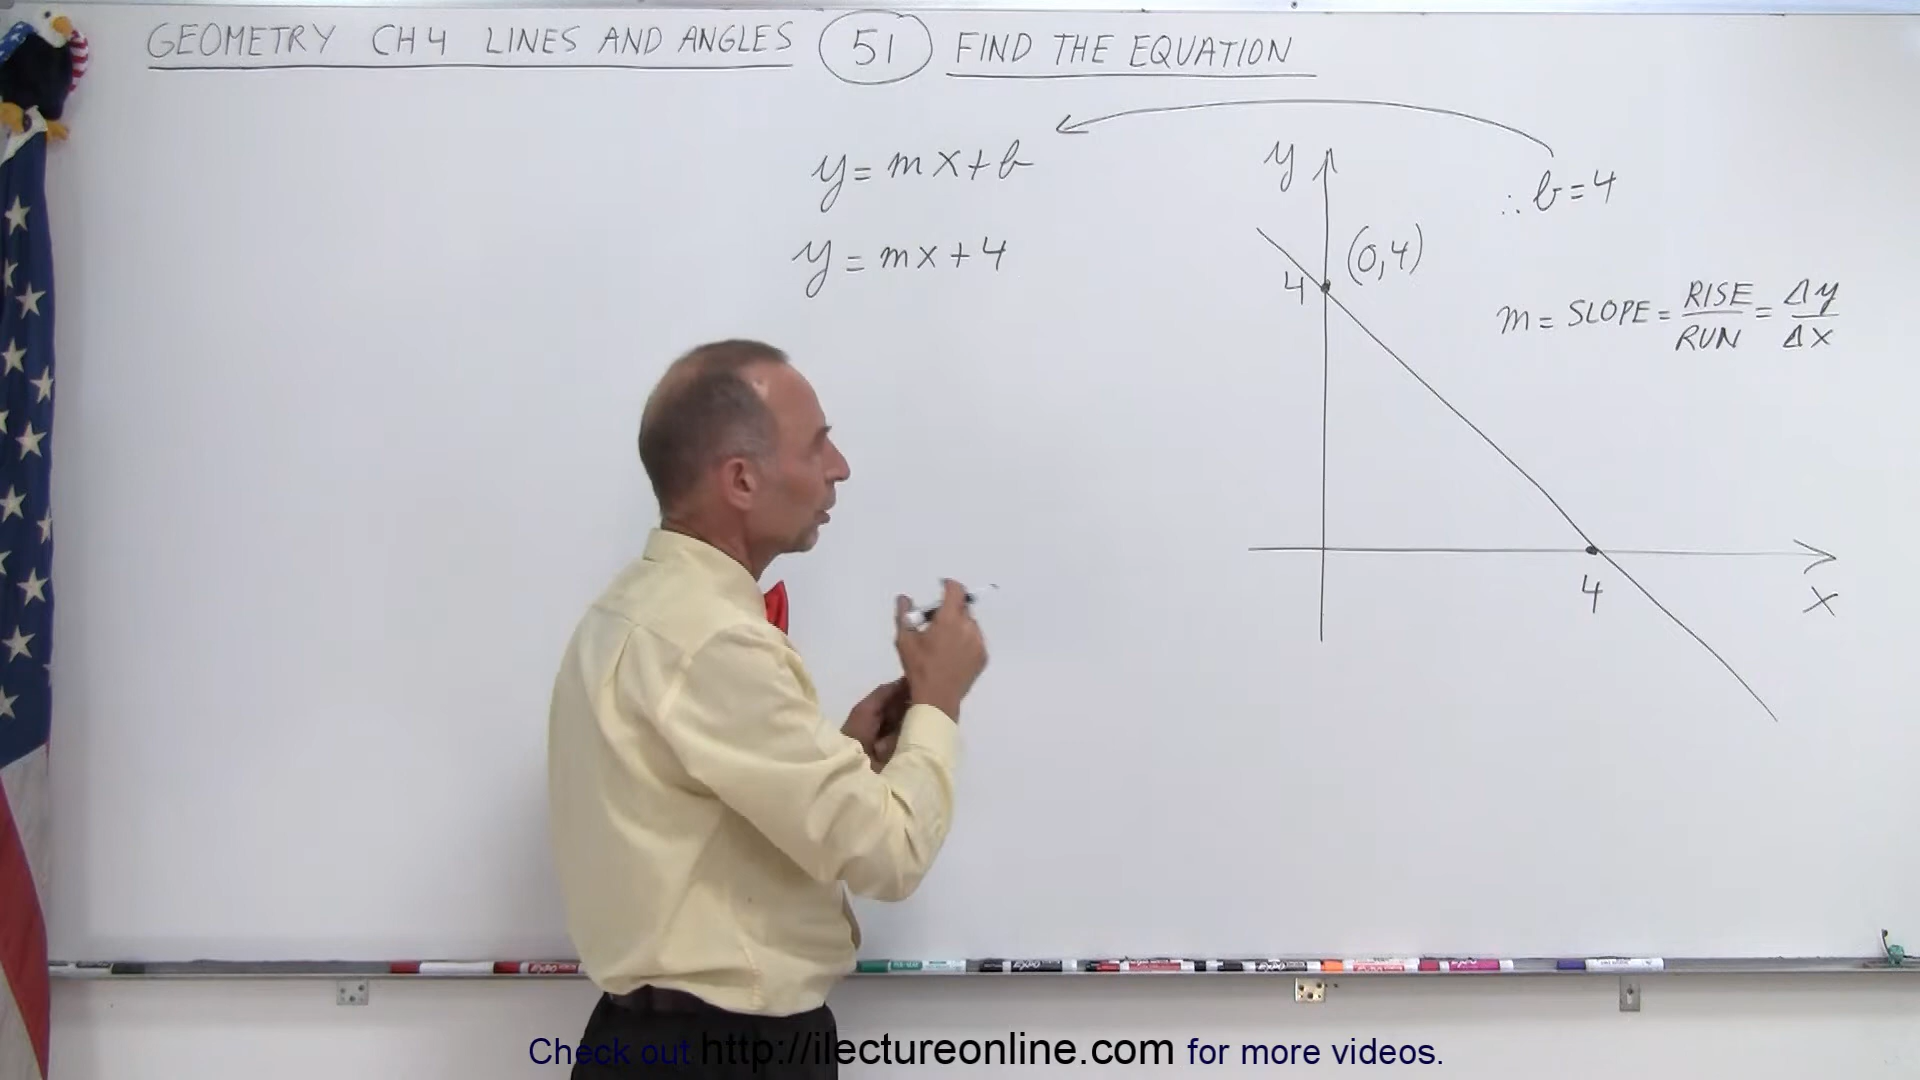 GEOMETRY CH 4 LINES AND ANGLES 51 FIND THE EQUATION
y = mx + b
y = mx + 4
y
(0,4)
4
4
x
∴ b = 4
m = SLOPE = RISE/RUN = Δy/Δx
Check out http://ilectureonline.com for more videos.